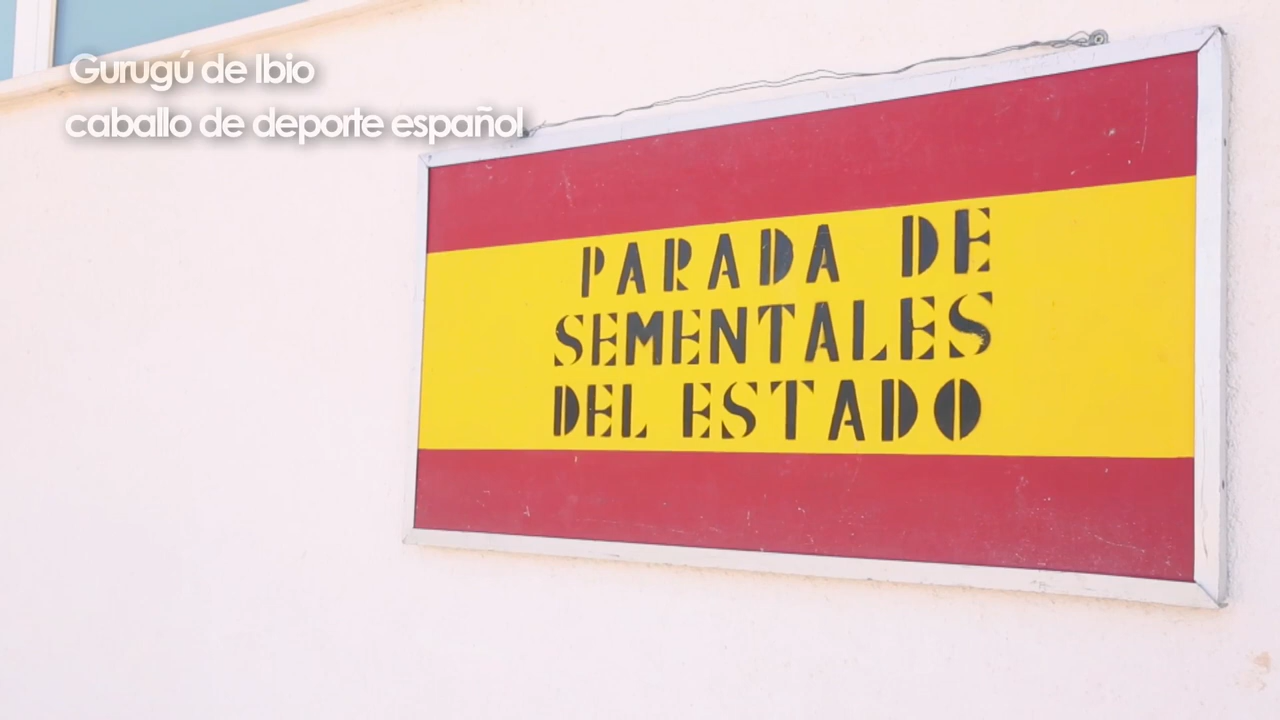 Gurugú de Ibio
caballo de deporte español
PARADA DE
SEMENTALES
DEL ESTADO